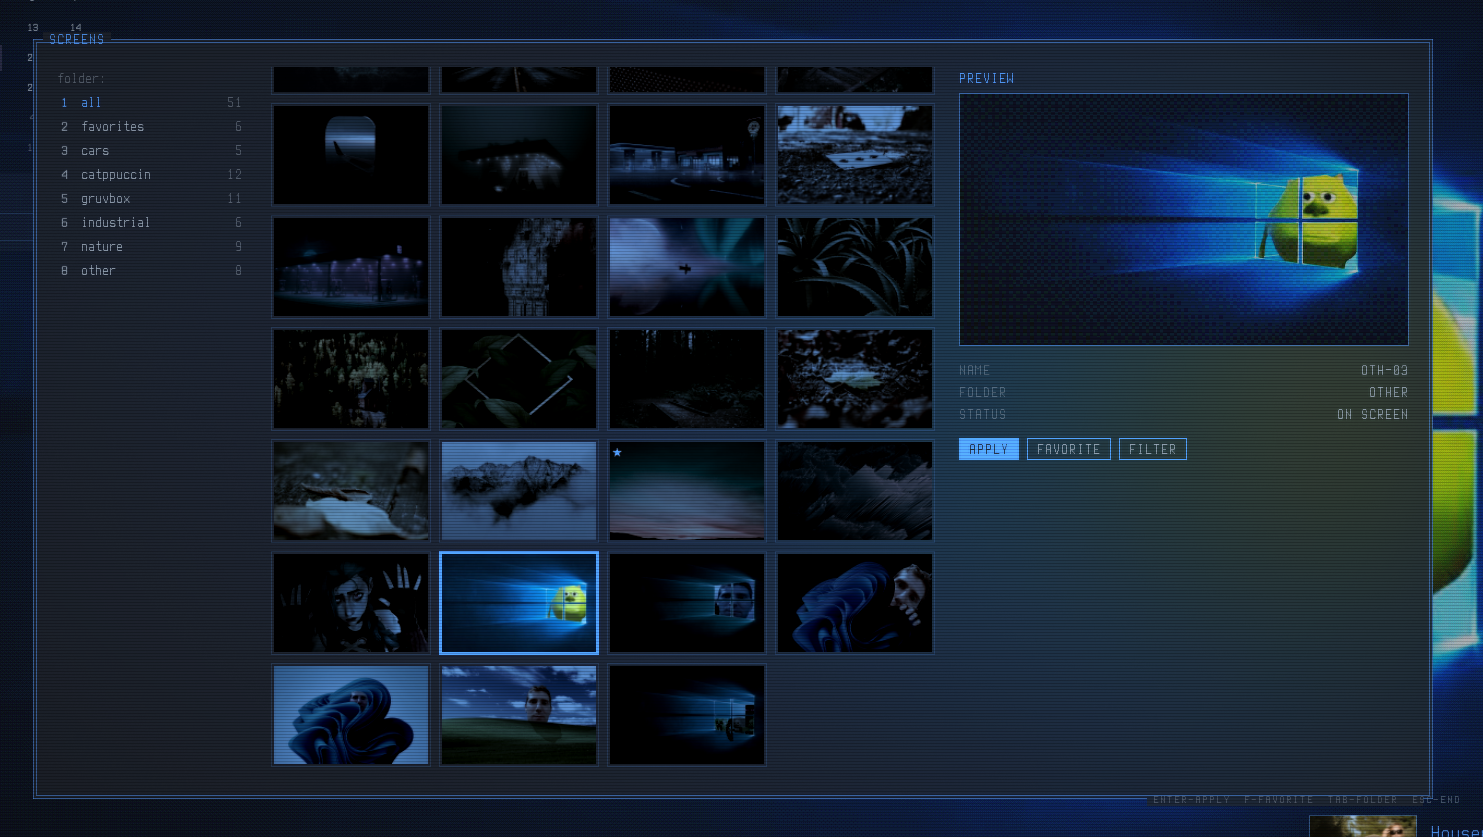 13 14
SCREENS
folder:
1 all 51
2 favorites 6
3 cars 5
4 catppuccin 12
5 gruvbox 11
6 industrial 6
7 nature 9
8 other 8
PREVIEW
NAME OTH-03
FOLDER OTHER
STATUS ON SCREEN
APPLY FAVORITE FILTER
ENTER-APPLY F-FAVORITE TAB-FOLDER ESC-END